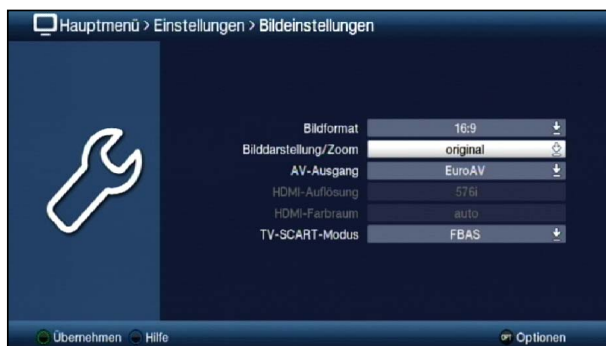 Hauptmenü > Einstellungen > Bildeinstellungen
Bildformat 16:9
Bilddarstellung/Zoom original
AV-Ausgang EuroAV
HDMI-Auflösung 576i
HDMI-Farbraum auto
TV-SCART-Modus FBAS
Übernehmen Hilfe OPT Optionen